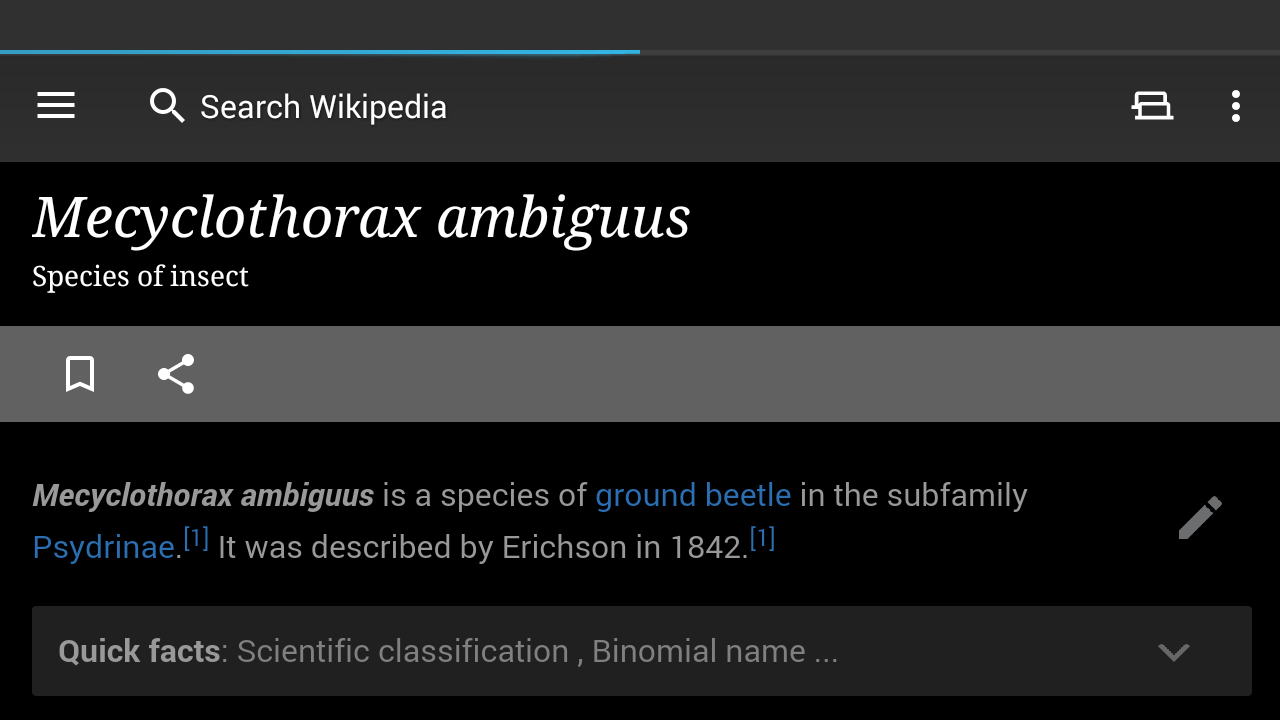 Search Wikipedia
Mecyclothorax ambiguus
Species of insect
Mecyclothorax ambiguus is a species of ground beetle in the subfamily
Psydrinae.[1] It was described by Erichson in 1842.[1]
Quick facts: Scientific classification , Binomial name ...